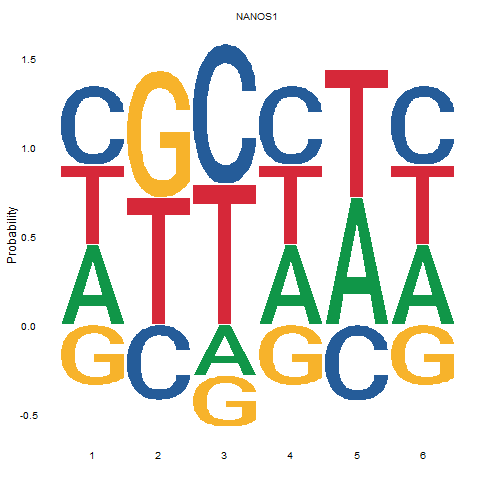 NANOS1
1.5
1.0
0.5
0.0
-0.5
Probability
C G C C T C
T T T T A T
A C A A C A
G G G G
1 2 3 4 5 6